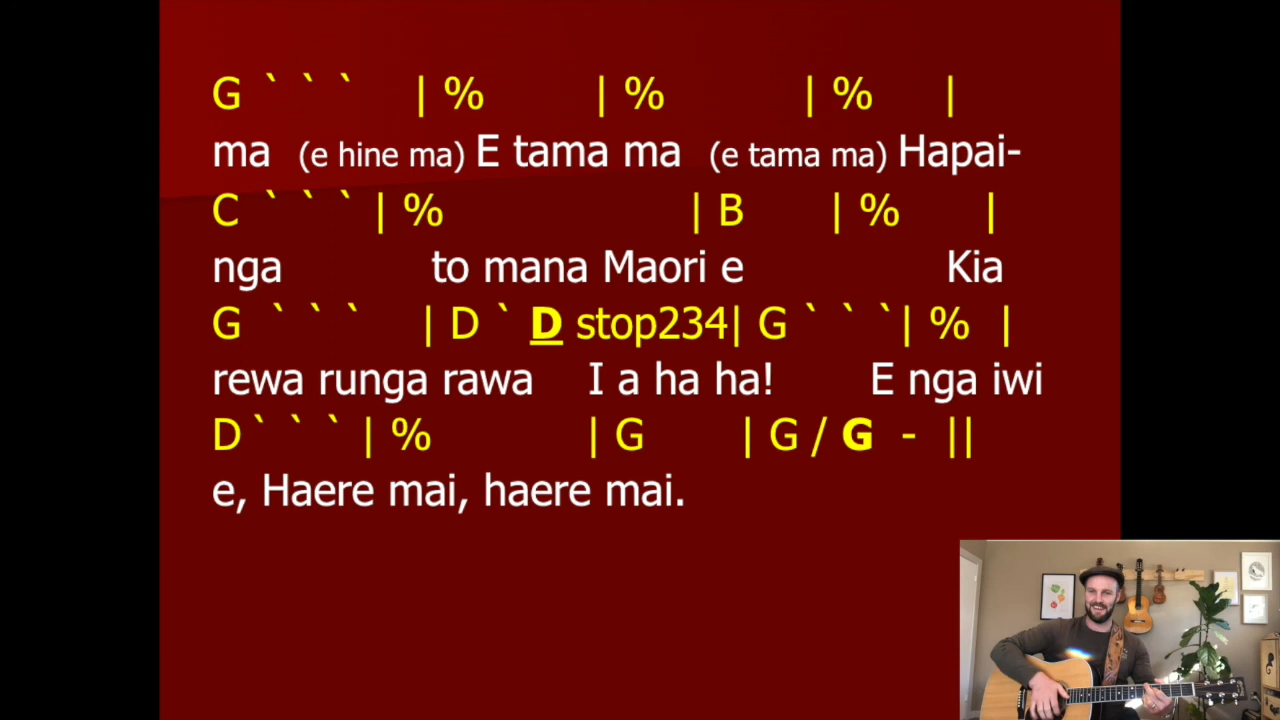 G ` ` ` | % | % | % |
ma (e hine ma) E tama ma (e tama ma) Hapai-
C ` ` ` | % | B | % |
nga to mana Maori e Kia
G ` ` ` | D ` D stop234| G ` ` `| % |
rewa runga rawa I a ha ha! E nga iwi
D` ` ` | % | G | G / G - ||
e, Haere mai, haere mai.